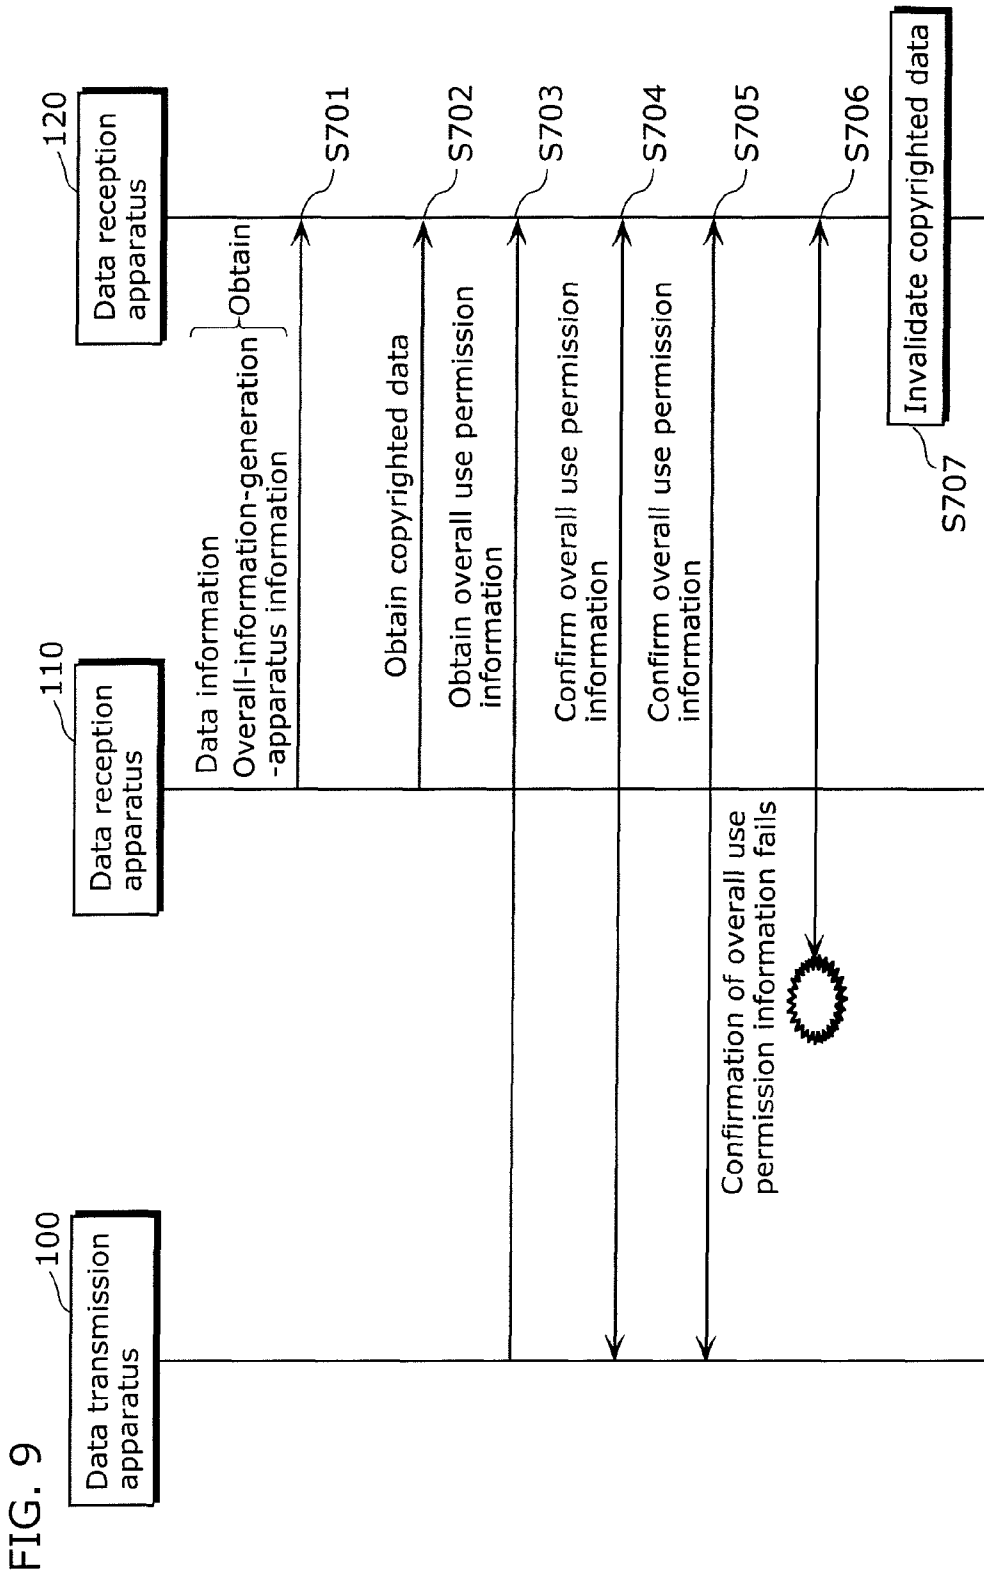 FIG. 9
100
Data transmission
apparatus
110
Data reception
apparatus
120
Data reception
apparatus
Data information
Overall-information-generation
-apparatus information
Obtain
S701
Obtain copyrighted data
S702
Obtain overall use permission
information
S703
Confirm overall use permission
information
S704
Confirm overall use permission
information
S705
Confirmation of overall use
permission information fails
S706
Invalidate copyrighted data
S707